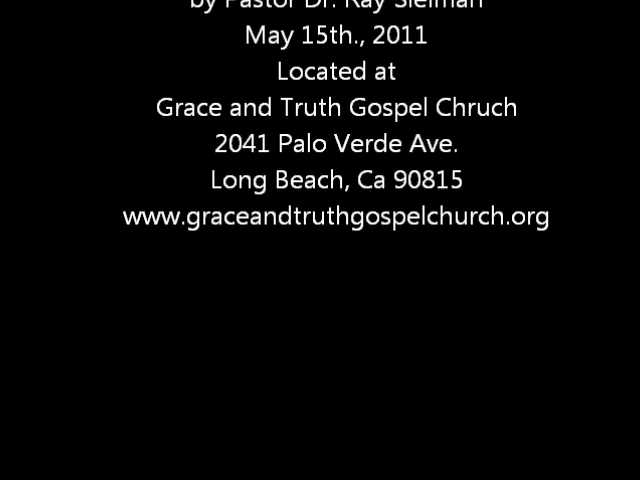 by Pastor Dr. Ray
May 15th., 2011
Located at
Grace and Truth Gospel Chruch
2041 Palo Verde Ave.
Long Beach, Ca 90815
www.graceandtruthgospelchurch.org